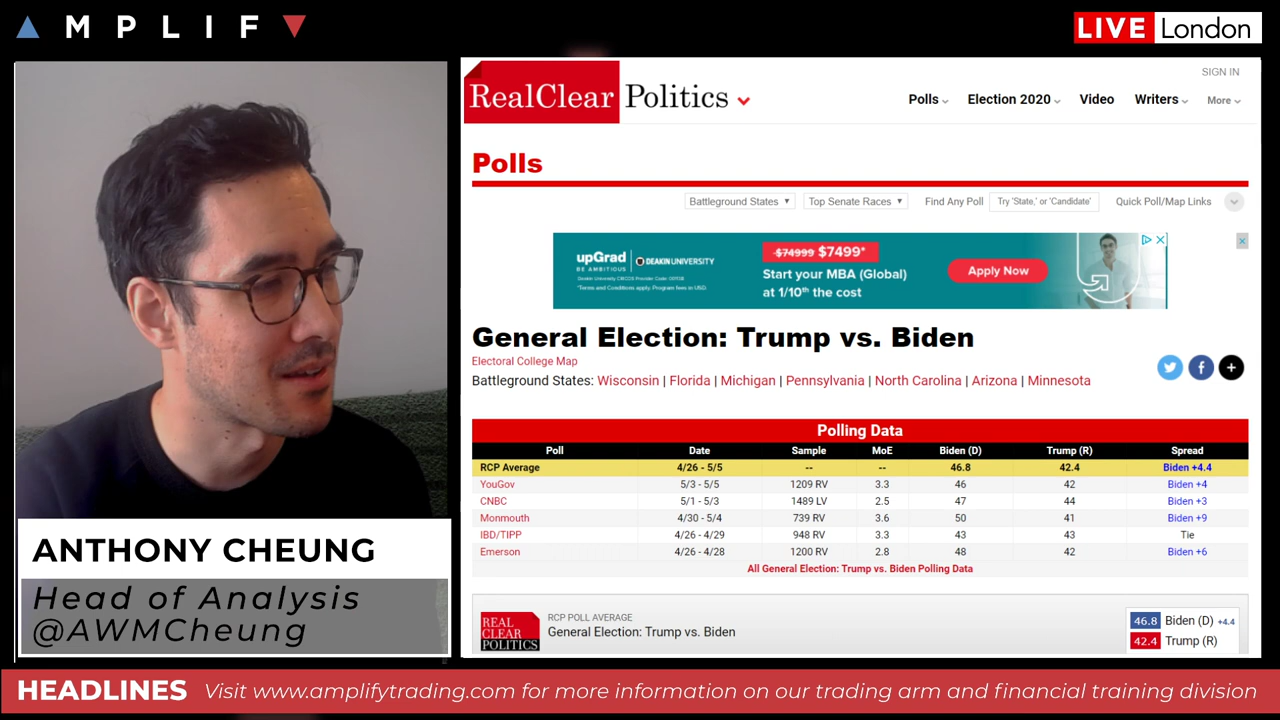 AMPLIFY
LIVE London
SIGN IN
RealClear Politics
Polls Election 2020 Video Writers More
Polls
Battleground States Top Senate Races Find Any Poll Try 'State,' or 'Candidate' Quick Poll/Map Links
upGrad DEAKIN UNIVERSITY
BE AMBITIOUS
*Terms and Conditions apply. Program fees in USD.
$74999 $7499*
Start your MBA (Global)
at 1/10th the cost
Apply Now
General Election: Trump vs. Biden
Electoral College Map
Battleground States: Wisconsin | Florida | Michigan | Pennsylvania | North Carolina | Arizona | Minnesota
Polling Data
Poll Date Sample MoE Biden (D) Trump (R) Spread
RCP Average 4/26 - 5/5 -- -- 46.8 42.4 Biden +4.4
YouGov 5/3 - 5/5 1209 RV 3.3 46 42 Biden +4
CNBC 5/1 - 5/3 1489 LV 2.5 47 44 Biden +3
Monmouth 4/30 - 5/4 739 RV 3.6 50 41 Biden +9
IBD/TIPP 4/26 - 4/29 948 RV 3.3 43 43 Tie
Emerson 4/26 - 4/28 1200 RV 2.8 48 42 Biden +6
All General Election: Trump vs. Biden Polling Data
REAL
CLEAR
POLITICS
RCP POLL AVERAGE
General Election: Trump vs. Biden
46.8 Biden (D) +4.4
42.4 Trump (R)
ANTHONY CHEUNG
Head of Analysis
@AWMCheung
HEADLINES Visit www.amplifytrading.com for more information on our trading arm and financial training division